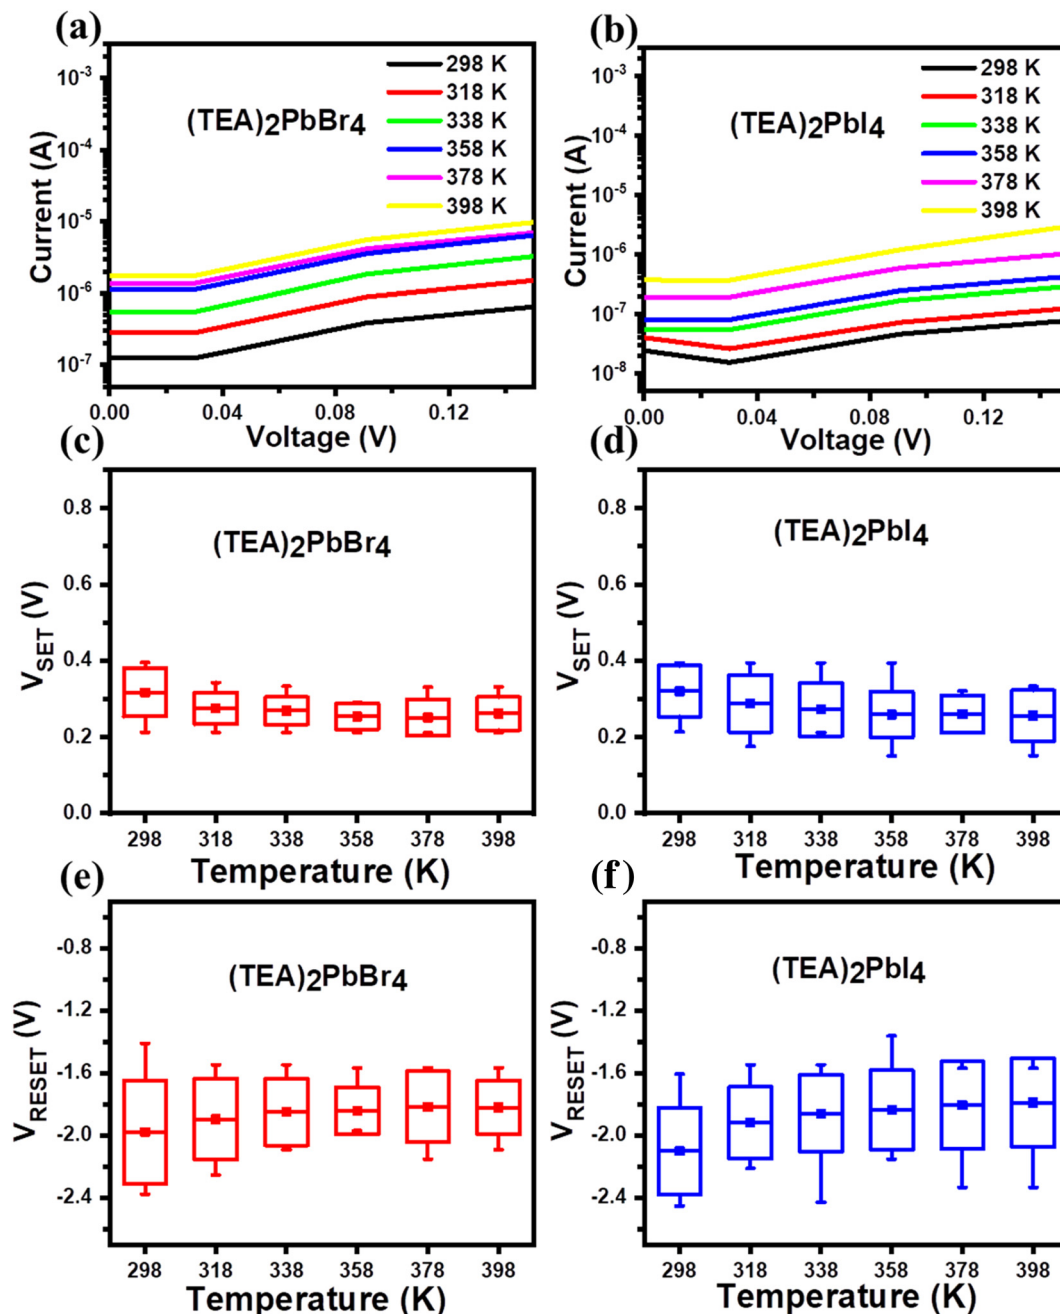 (a)
Current (A)
10-3
10-4
10-5
10-6
10-7
(TEA)2PbBr4
298 K
318 K
338 K
358 K
378 K
398 K
0.00 0.04 0.08 0.12
Voltage (V)
(b)
Current (A)
10-3
10-4
10-5
10-6
10-7
10-8
(TEA)2PbI4
298 K
318 K
338 K
358 K
378 K
398 K
0.00 0.04 0.08 0.12
Voltage (V)
(c)
VSET (V)
0.8
0.6
0.4
0.2
0.0
(TEA)2PbBr4
298 318 338 358 378 398
Temperature (K)
(d)
VSET (V)
0.8
0.6
0.4
0.2
0.0
(TEA)2PbI4
298 318 338 358 378 398
Temperature (K)
(e)
VRESET (V)
-0.8
-1.2
-1.6
-2.0
-2.4
(TEA)2PbBr4
298 318 338 358 378 398
Temperature (K)
(f)
VRESET (V)
-0.8
-1.2
-1.6
-2.0
-2.4
(TEA)2PbI4
298 318 338 358 378 398
Temperature (K)